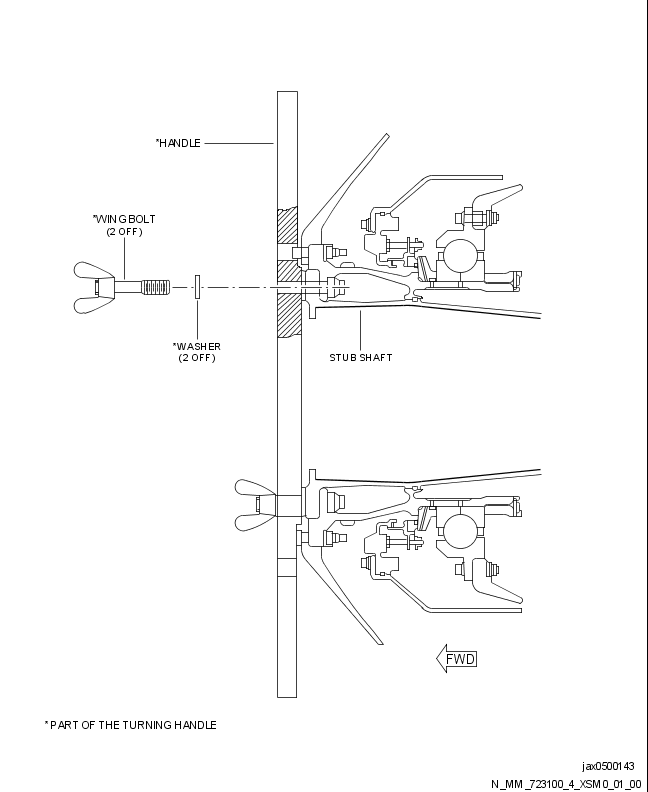 *HANDLE
*WING BOLT
(2 OFF)
*WASHER
(2 OFF)
STUB SHAFT
FWD
* PART OF THE TURNING HANDLE
jax0500143
N_MM_723100_4_XSM0_01_00